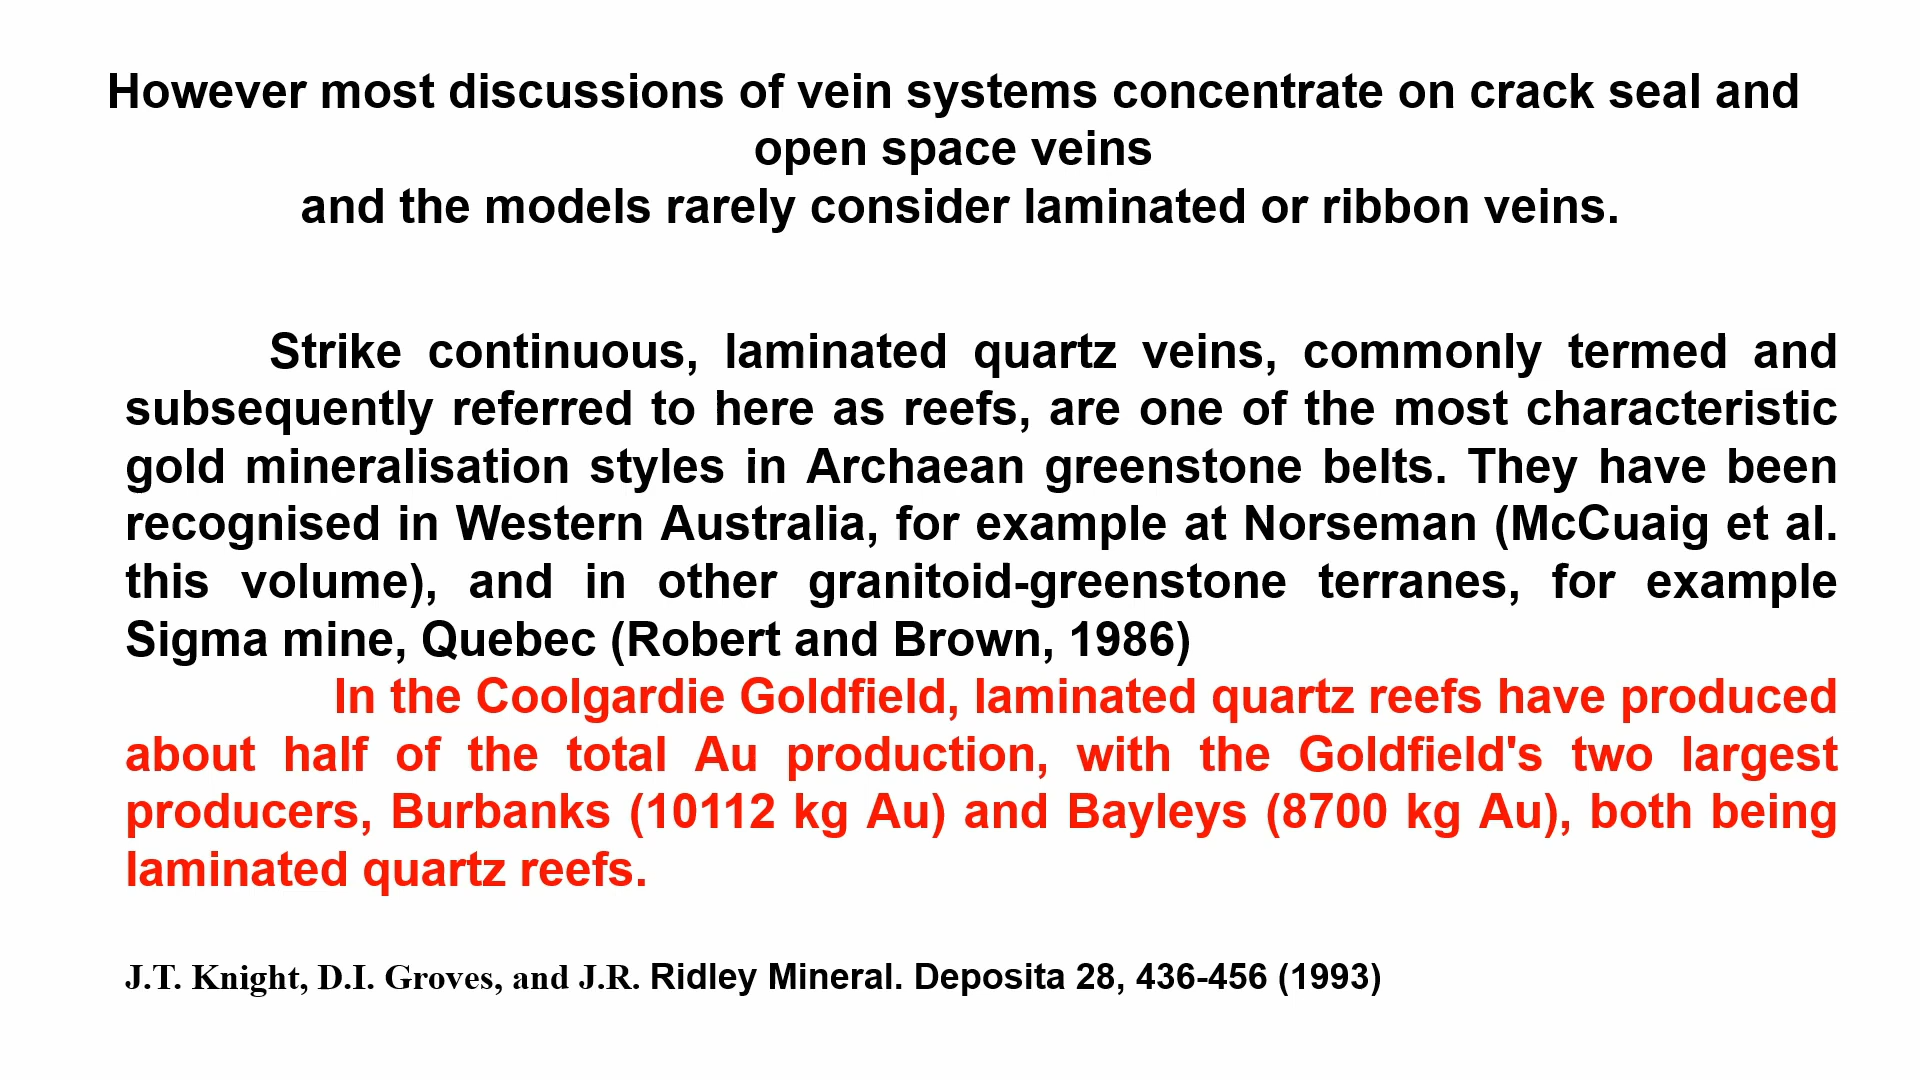 However most discussions of vein systems concentrate on crack seal and
open space veins
and the models rarely consider laminated or ribbon veins.
Strike continuous, laminated quartz veins, commonly termed and
subsequently referred to here as reefs, are one of the most characteristic
gold mineralisation styles in Archaean greenstone belts. They have been
recognised in Western Australia, for example at Norseman (McCuaig et al.
this volume), and in other granitoid-greenstone terranes, for example
Sigma mine, Quebec (Robert and Brown, 1986)
In the Coolgardie Goldfield, laminated quartz reefs have produced
about half of the total Au production, with the Goldfield's two largest
producers, Burbanks (10112 kg Au) and Bayleys (8700 kg Au), both being
laminated quartz reefs.
J.T. Knight, D.I. Groves, and J.R. Ridley Mineral. Deposita 28, 436-456 (1993)